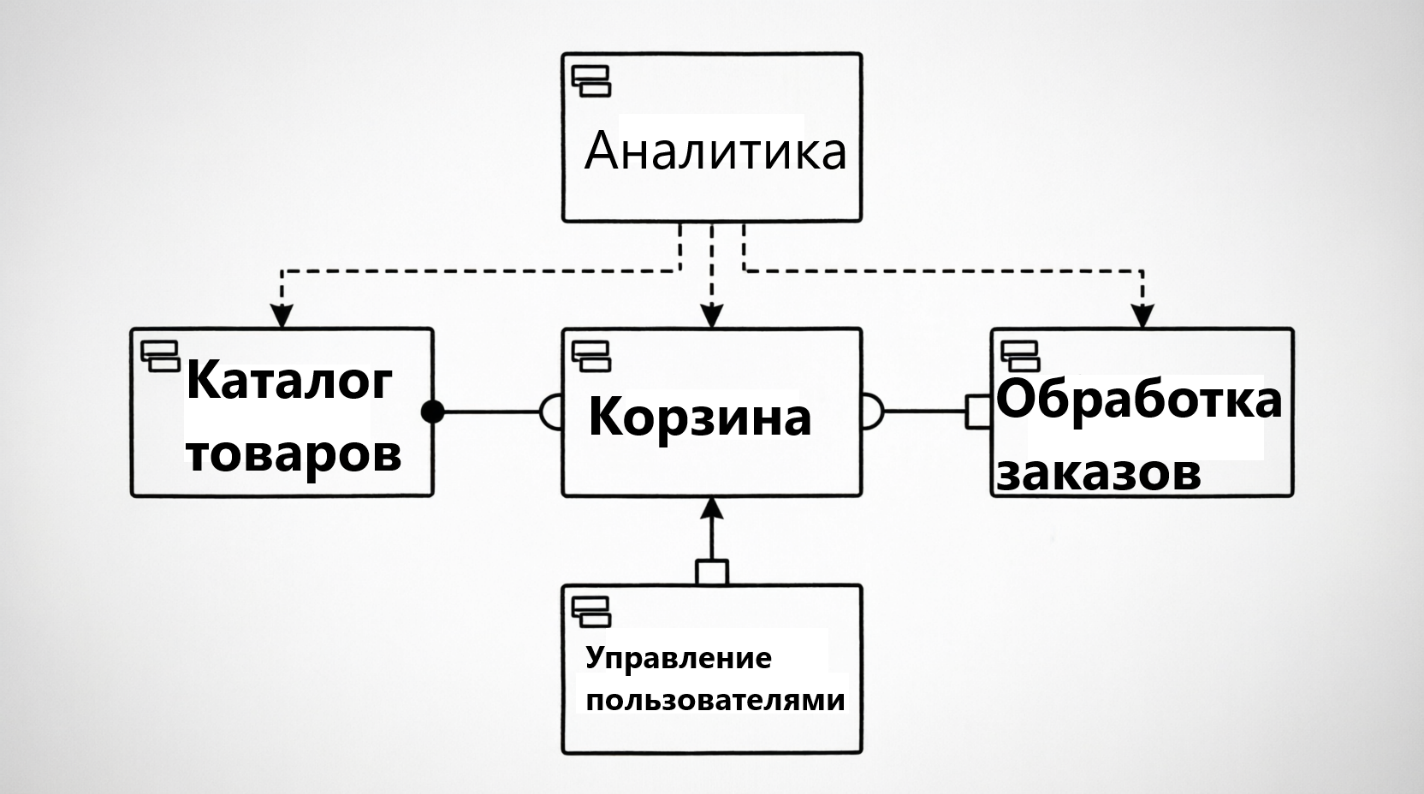 Аналитика
Каталог
товаров
Корзина
Обработка
заказов
Управление
пользователями